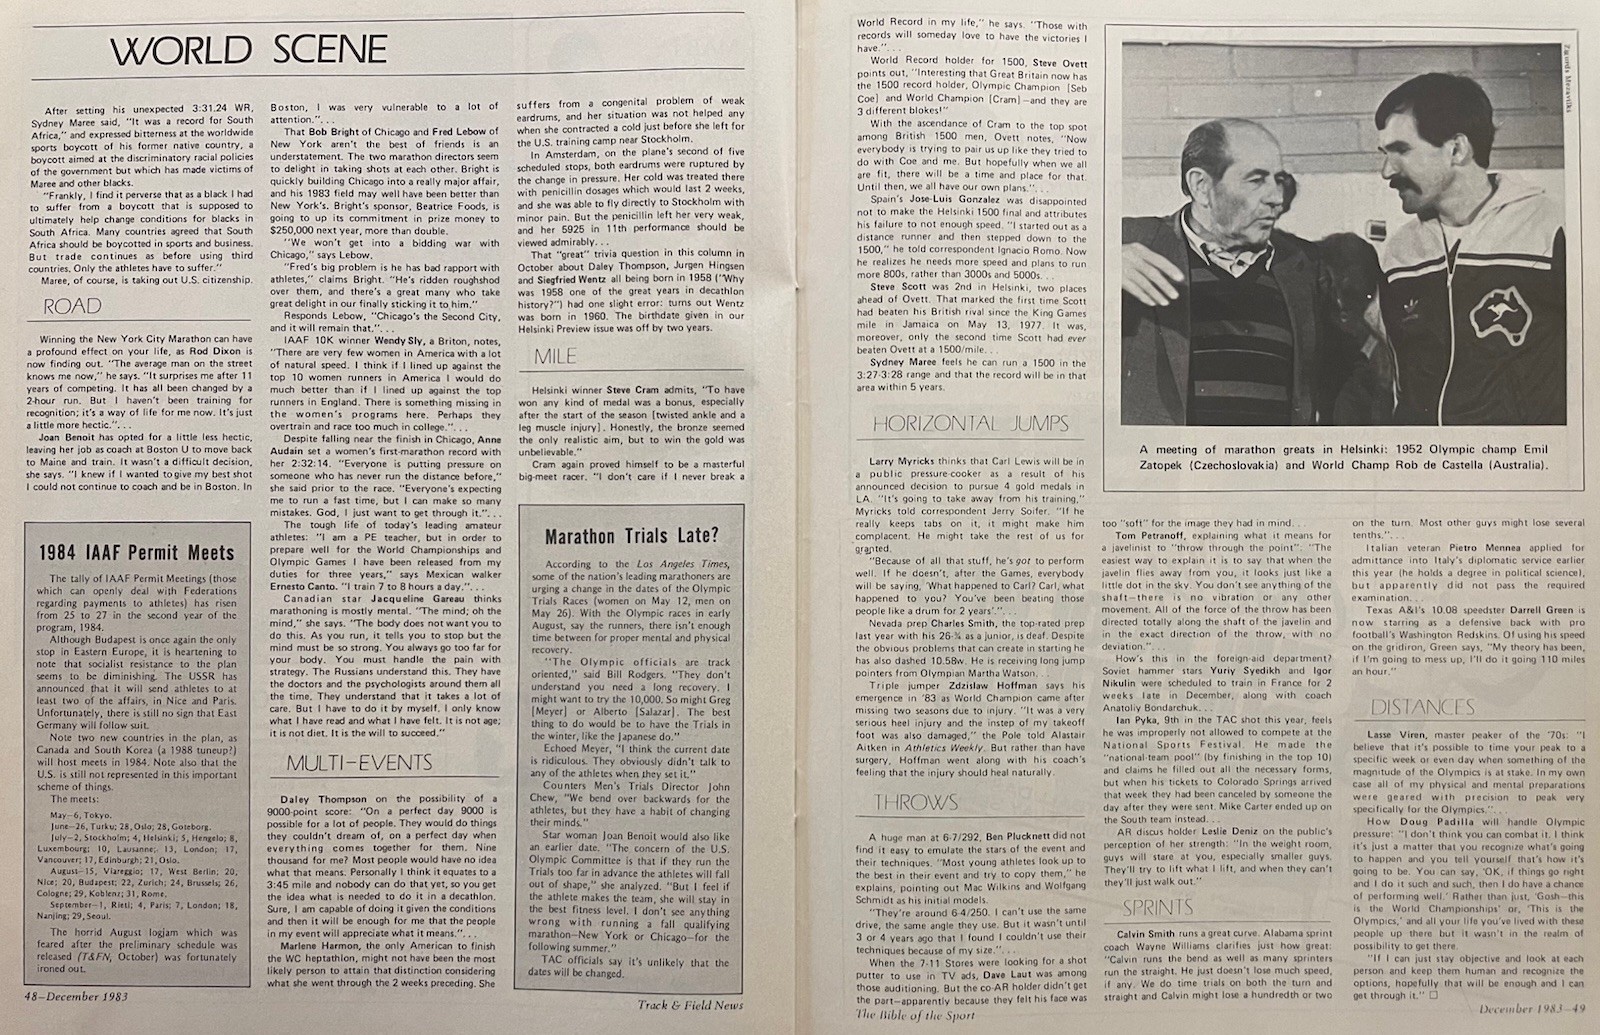 WORLD SCENE
After setting his unexpected 3:31.24 WR,
Sydney Maree said, "It was a record for South
Africa," and expressed bitterness at the worldwide
sports boycott of his former native country, a
boycott aimed at the discriminatory racial policies
of the government but which has made victims of
Maree and other blacks.
"Frankly, I find it perverse that as a black I had
to suffer from a boycott that is supposed to
ultimately help change conditions for blacks in
South Africa. Many countries agreed that South
Africa should be boycotted in sports and business.
But trade continues as before using third
countries. Only the athletes have to suffer."
Maree, of course, is taking out U.S. citizenship.
ROAD
Winning the New York City Marathon can have
a profound effect on your life, as Rod Dixon is
now finding out. "The average man on the street
knows me now," he says. "It surprises me after 11
years of competing. It has all been changed by a
2-hour run. But I haven't been training for
recognition; it's a way of life for me now. It's just
a little more hectic."...
Joan Benoit has opted for a little less hectic,
leaving her job as coach at Boston U to move back
to Maine and train. It wasn't a difficult decision,
she says. "I knew if I wanted to give my best shot
I could not continue to coach and be in Boston. In
1984 IAAF Permit Meets
The tally of IAAF Permit Meetings (those
which can openly deal with Federations
regarding payments to athletes) has risen
from 25 to 27 in the second year of the
program, 1984.
Although Budapest is once again the only
stop in Eastern Europe, it is heartening to
note that socialist resistance to the plan
seems to be diminishing. The USSR has
announced that it will send athletes to at
least two of the affairs, in Nice and Paris.
Unfortunately, there is still no sign that East
Germany will follow suit.
Note two new countries in the plan, as
Canada and South Korea (a 1988 tuneup?)
will host meets in 1984. Note also that the
U.S. is still not represented in this important
scheme of things.
The meets:
May—6, Tokyo.
June—26, Turku; 28, Oslo; 28, Goteborg.
July—2, Stockholm; 4, Helsinki; 5, Hengelo; 8,
Luxembourg; 10, Lausanne; 13, London; 17,
Vancouver; 17, Edinburgh; 21, Oslo.
August—15, Viareggio; 17, West Berlin; 20,
Nice; 20, Budapest; 22, Zurich; 24, Brussels; 26,
Cologne; 29, Koblenz; 31, Rome.
September—1, Rieti; 4, Paris; 7, London; 18,
Nanjing; 29, Seoul.
The horrid August logjam which was
feared after the preliminary schedule was
released (T&FN, October) was fortunately
ironed out.
48—December 1983
Boston, I was very vulnerable to a lot of
attention."...
That Bob Bright of Chicago and Fred Lebow of
New York aren't the best of friends is an
understatement. The two marathon directors seem
to delight in taking shots at each other. Bright is
quickly building Chicago into a really major affair,
and his 1983 field may well have been better than
New York's. Bright's sponsor, Beatrice Foods, is
going to up its commitment in prize money to
$250,000 next year, more than double.
"We won't get into a bidding war with
Chicago," says Lebow.
"Fred's big problem is he has bad rapport with
athletes," claims Bright. "He's ridden roughshod
over them, and there's a great many who take
great delight in our finally sticking it to him."
Responds Lebow, "Chicago's the Second City,
and it will remain that."...
IAAF 10K winner Wendy Sly, a Briton, notes,
"There are very few women in America with a lot
of natural speed. I think if I lined up against the
top 10 women runners in America I would do
much better than if I lined up against the top
runners in England. There is something missing in
the women's programs here. Perhaps they
overtrain and race too much in college."...
Despite falling near the finish in Chicago, Anne
Audain set a women's first-marathon record with
her 2:32:14. "Everyone is putting pressure on
someone who has never run the distance before,"
she said prior to the race. "Everyone's expecting
me to run a fast time, but I can make so many
mistakes. God, I just want to get through it."...
The tough life of today's leading amateur
athletes: "I am a PE teacher, but in order to
prepare well for the World Championships and
Olympic Games I have been released from my
duties for three years," says Mexican walker
Ernesto Canto. "I train 7 to 8 hours a day."...
Canadian star Jacqueline Gareau thinks
marathoning is mostly mental. "The mind; oh the
mind," she says. "The body does not want you to
do this. As you run, it tells you to stop but the
mind must be so strong. You always go too far for
your body. You must handle the pain with
strategy. The Russians understand this. They have
the doctors and the psychologists around them all
the time. They understand that it takes a lot of
care. But I have to do it by myself. I only know
what I have read and what I have felt. It is not age;
it is not diet. It is the will to succeed."
MULTI-EVENTS
Daley Thompson on the possibility of a
9000-point score: "On a perfect day 9000 is
possible for a lot of people. They would do things
they couldn't dream of, on a perfect day when
everything comes together for them. Nine
thousand for me? Most people would have no idea
what that means. Personally I think it equates to a
3:45 mile and nobody can do that yet, so you get
the idea what is needed to do it in a decathlon.
Sure, I am capable of doing it given the conditions
and then it will be enough for me that the people
in my event will appreciate what it means."...
Marlene Harmon, the only American to finish
the WC heptathlon, might not have been the most
likely person to attain that distinction considering
what she went through the 2 weeks preceding. She
suffers from a congenital problem of weak
eardrums, and her situation was not helped any
when she contracted a cold just before she left for
the U.S. training camp near Stockholm.
In Amsterdam, on the plane's second of five
scheduled stops, both eardrums were ruptured by
the change in pressure. Her cold was treated there
with penicillin dosages which would last 2 weeks,
and she was able to fly directly to Stockholm with
minor pain. But the penicillin left her very weak,
and her 5925 in 11th performance should be
viewed admirably...
That "great" trivia question in this column in
October about Daley Thompson, Jurgen Hingsen
and Siegfried Wentz all being born in 1958 ("Why
was 1958 one of the great years in decathlon
history?") had one slight error: turns out Wentz
was born in 1960. The birthdate given in our
Helsinki Preview issue was off by two years.
MILE
Helsinki winner Steve Cram admits, "To have
won any kind of medal was a bonus, especially
after the start of the season [twisted ankle and a
leg muscle injury]. Honestly, the bronze seemed
the only realistic aim, but to win the gold was
unbelievable."
Cram again proved himself to be a masterful
big-meet racer. "I don't care if I never break a
Marathon Trials Late?
According to the Los Angeles Times,
some of the nation's leading marathoners are
urging a change in the dates of the Olympic
Trials Races (women on May 12, men on
May 26). With the Olympic races in early
August, say the runners, there isn't enough
time between for proper mental and physical
recovery.
"The Olympic officials are track
oriented," said Bill Rodgers. "They don't
understand you need a long recovery. I
might want to try the 10,000. So might Greg
[Meyer] or Alberto [Salazar]. The best
thing to do would be to have the Trials in
the winter, like the Japanese do."
Echoed Meyer, "I think the current date
is ridiculous. They obviously didn't talk to
any of the athletes when they set it."
Counters Men's Trials Director John
Chew, "We bend over backwards for the
athletes, but they have a habit of changing
their minds."
Star woman Joan Benoit would also like
an earlier date. "The concern of the U.S.
Olympic Committee is that if they run the
Trials too far in advance the athletes will fall
out of shape," she analyzed. "But I feel if
the athlete makes the team, she will stay in
the best fitness level. I don't see anything
wrong with running a fall qualifying
marathon—New York or Chicago—for the
following summer."
TAC officials say it's unlikely that the
dates will be changed.
Track & Field News
World Record in my life," he says. "Those with
records will someday love to have the victories I
have."...
World Record holder for 1500, Steve Ovett
points out, "Interesting that Great Britain now has
the 1500 record holder, Olympic Champion [Seb
Coe] and World Champion [Cram]—and they are
3 different blokes!"
With the ascendance of Cram to the top spot
among British 1500 men, Ovett notes, "Now
everybody is trying to pair us up like they tried to
do with Coe and me. But hopefully when we all
are fit, there will be a time and place for that.
Until then, we all have our own plans."...
Spain's Jose-Luis Gonzalez was disappointed
not to make the Helsinki 1500 final and attributes
his failure to not enough speed. "I started out as a
distance runner and then stepped down to the
1500," he told correspondent Ignacio Romo. Now
he realizes he needs more speed and plans to run
more 800s, rather than 3000s and 5000s...
Steve Scott was 2nd in Helsinki, two places
ahead of Ovett. That marked the first time Scott
had beaten his British rival since the King Games
mile in Jamaica on May 13, 1977. It was,
moreover, only the second time Scott had ever
beaten Ovett at a 1500/mile...
Sydney Maree feels he can run a 1500 in the
3:27-3:28 range and that the record will be in that
area within 5 years.
HORIZONTAL JUMPS
Larry Myricks thinks that Carl Lewis will be in
a public pressure-cooker as a result of his
announced decision to pursue 4 gold medals in
LA. "It's going to take away from his training,"
Myricks told correspondent Jerry Soifer. "If he
really keeps tabs on it, it might make him
complacent. He might take the rest of us for
granted.
"Because of all that stuff, he's got to perform
well. If he doesn't, after the Games, everybody
will be saying, 'What happened to Carl? Carl, what
happened to you? You've been beating those
people like a drum for 2 years'."...
Nevada prep Charles Smith, the top-rated prep
last year with his 26-¾ as a junior, is deaf. Despite
the obvious problems that can create in starting he
has also dashed 10.58w. He is receiving long jump
pointers from Olympian Martha Watson...
Triple jumper Zdzislaw Hoffman says his
emergence in '83 as World Champion came after
missing two seasons due to injury. "It was a very
serious heel injury and the instep of my takeoff
foot was also damaged," the Pole told Alastair
Aitken in Athletics Weekly. But rather than have
surgery, Hoffman went along with his coach's
feeling that the injury should heal naturally.
THROWS
A huge man at 6-7/292, Ben Plucknett did not
find it easy to emulate the stars of the event and
their techniques. "Most young athletes look up to
the best in their event and try to copy them," he
explains, pointing out Mac Wilkins and Wolfgang
Schmidt as his initial models.
"They're around 6-4/250. I can't use the same
drive, the same angle they use. But it wasn't until
3 or 4 years ago that I found I couldn't use their
techniques because of my size."...
When the 7-11 Stores were looking for a shot
putter to use in TV ads, Dave Laut was among
those auditioning. But the co-AR holder didn't get
the part—apparently because they felt his face was
The Bible of the Sport
A meeting of marathon greats in Helsinki: 1952 Olympic champ Emil
Zatopek (Czechoslovakia) and World Champ Rob de Castella (Australia).
too "soft" for the image they had in mind...
Tom Petranoff, explaining what it means for
a javelinist to "throw through the point": "The
easiest way to explain it is to say that when the
javelin flies away from you, it looks just like a
little dot in the sky. You don't see anything of the
shaft—there is no vibration or any other
movement. All of the force of the throw has been
directed totally along the shaft of the javelin and
in the exact direction of the throw, with no
deviation."...
How's this in the foreign-aid department?
Soviet hammer stars Yuriy Syedikh and Igor
Nikulin were scheduled to train in France for 2
weeks late in December, along with coach
Anatoliy Bondarchuk...
Ian Pyka, 9th in the TAC shot this year, feels
he was improperly not allowed to compete at the
National Sports Festival. He made the
"national-team pool" (by finishing in the top 10)
and claims he filled out all the necessary forms,
but when his tickets to Colorado Springs arrived
that week they had been canceled by someone the
day after they were sent. Mike Carter ended up on
the South team instead...
AR discus holder Leslie Deniz on the public's
perception of her strength: "In the weight room,
guys will stare at you, especially smaller guys.
They'll try to lift what I lift, and when they can't
they'll just walk out."
SPRINTS
Calvin Smith runs a great curve. Alabama sprint
coach Wayne Williams clarifies just how great:
"Calvin runs the bend as well as many sprinters
run the straight. He just doesn't lose much speed,
if any. We do time trials on both the turn and
straight and Calvin might lose a hundredth or two
on the turn. Most other guys might lose several
tenths."...
Italian veteran Pietro Mennea applied for
admittance into Italy's diplomatic service earlier
this year (he holds a degree in political science),
but apparently did not pass the required
examination...
Texas A&I's 10.08 speedster Darrell Green is
now starring as a defensive back with pro
football's Washington Redskins. Of using his speed
on the gridiron, Green says, "My theory has been,
if I'm going to mess up, I'll do it going 110 miles
an hour."
DISTANCES
Lasse Viren, master peaker of the '70s: "I
believe that it's possible to time your peak to a
specific week or even day when something of the
magnitude of the Olympics is at stake. In my own
case all of my physical and mental preparations
were geared with precision to peak very
specifically for the Olympics."...
How Doug Padilla will handle Olympic
pressure: "I don't think you can combat it. I think
it's just a matter that you recognize what's going
to happen and you tell yourself that's how it's
going to be. You can say, 'OK, if things go right
and I do such and such, then I do have a chance
of performing well.' Rather than just, 'Gosh—this
is the World Championships' or, 'This is the
Olympics,' and all your life you've lived with these
people up there but it wasn't in the realm of
possibility to get there.
"If I can just stay objective and look at each
person and keep them human and recognize the
options, hopefully that will be enough and I can
get through it."
December 1983—49